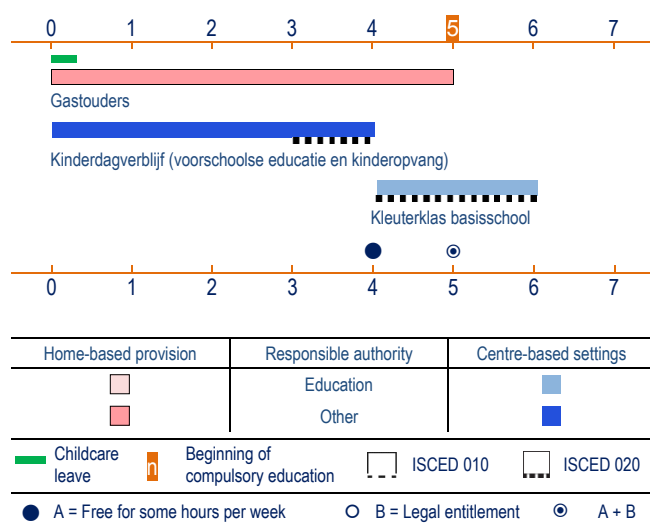 0 1 2 3 4 5 6 7
Gastouders
Kinderdagverblijf (voorschoolse educatie en kinderopvang)
Kleuterklas basisschool
0 1 2 3 4 5 6 7
Home-based provision Responsible authority Centre-based settings
Education
Other
Childcare leave n Beginning of compulsory education ISCED 010 ISCED 020
A = Free for some hours per week B = Legal entitlement A + B